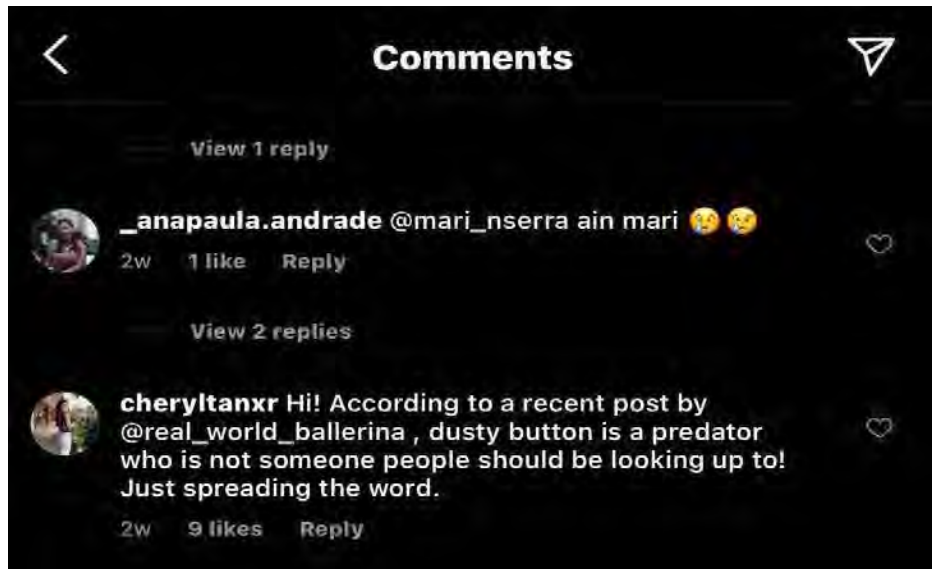 Comments
View 1 reply
_anapaula.andrade @mari_nserra ain mari 😢😢
2w 1 like Reply
View 2 replies
cheryltanxr Hi! According to a recent post by
@real_world_ballerina , dusty button is a predator
who is not someone people should be looking up to!
Just spreading the word.
2w 9 likes Reply